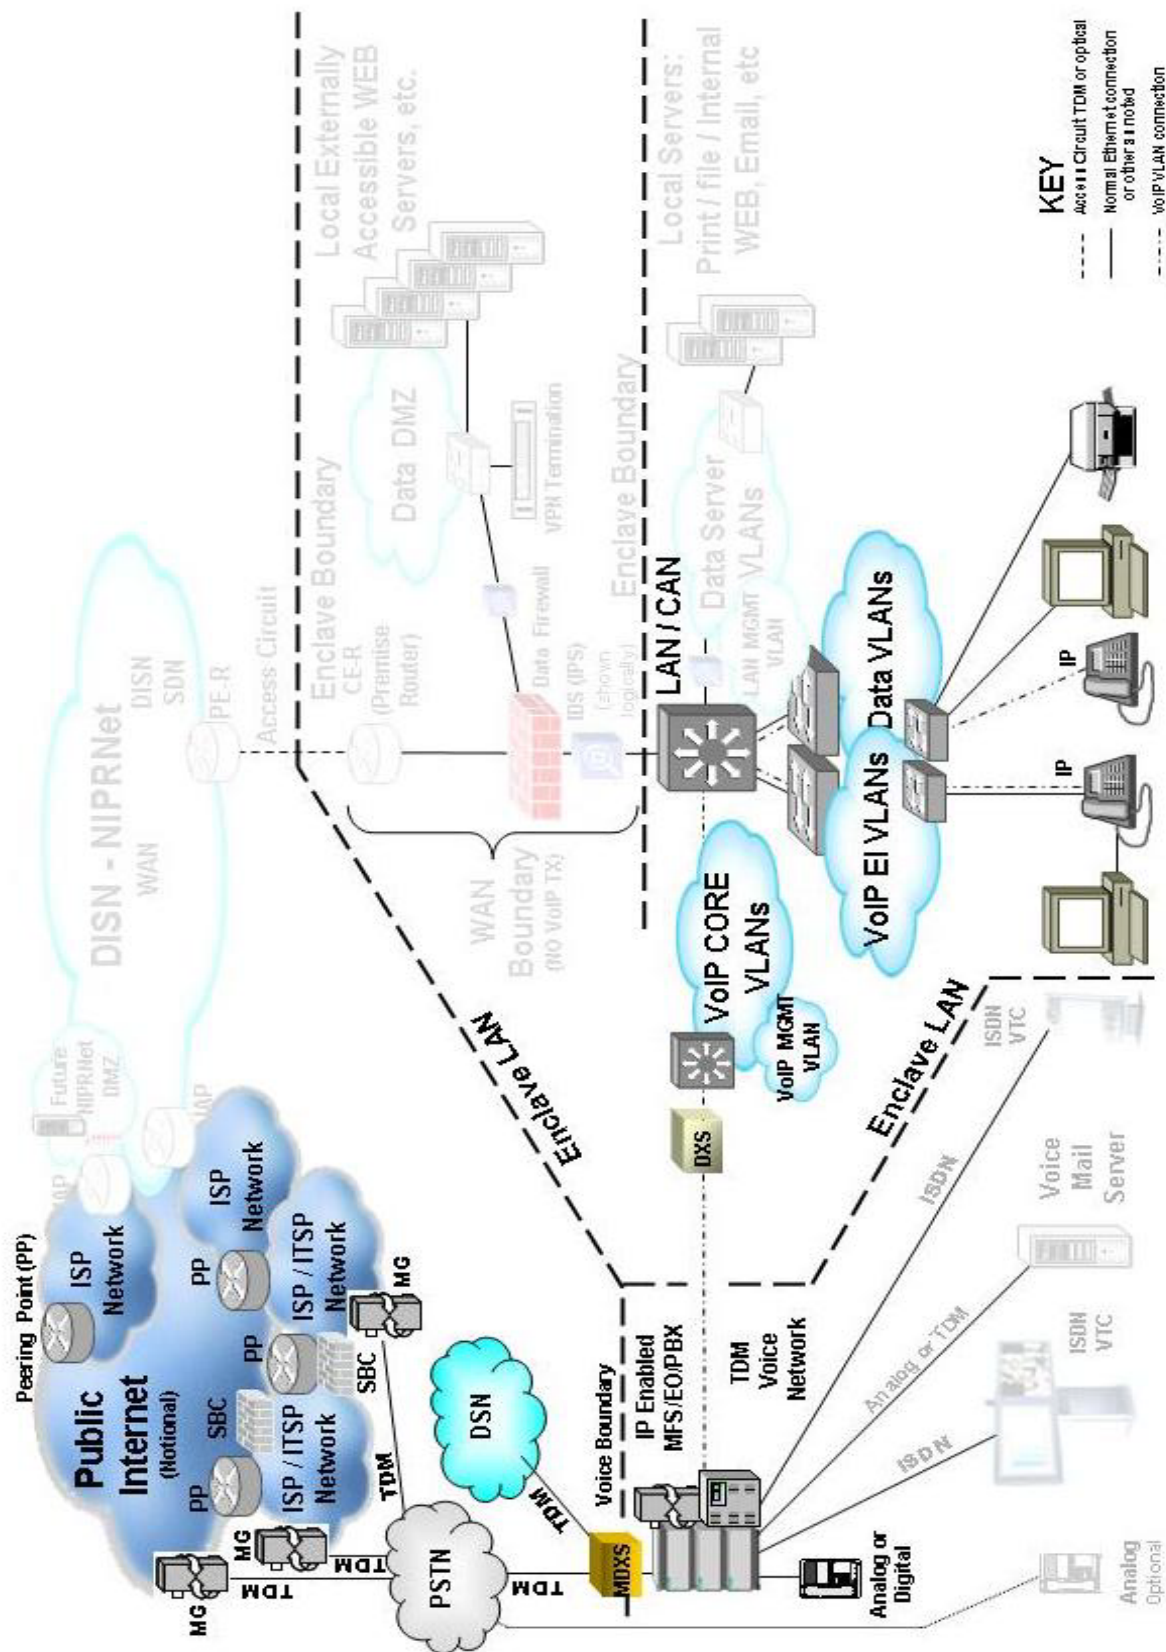 Peering Point (PP)
ISP
Network
Public
Internet
(Notional)
PP
SBC
ISP / ITSP
Network
PP
SBC
PP
ISP / ITSP
Network
ISP
Network
MG
MG
MG
TDM
TDM
TDM
PSTN
TDM
DSN
TDM
MDXS
Future
NIPRNet
DMZ
DISN - NIPRNet
WAN
DISN
SDN
PE-R
Access Circuit
Enclave Boundary
CE-R
(Premise
Router)
Local Externally
Accessible WEB
Servers, etc.
Data DMZ
VPN Termination
Data Firewall
IDS (IPS)
(shown
logically)
WAN
Boundary
(NO VoIP TX)
Enclave Boundary
Enclave LAN
Voice Boundary
IP Enabled
MFS/EO/PBX
TDM
Voice
Network
DXS
VoIP MGMT
VLAN
VoIP CORE
VLANs
LAN / CAN
LAN MGMT
VLAN
Data Server
VLANs
Local Servers:
Print / file / Internal
WEB, Email, etc
VoIP EI VLANs
Data VLANs
Enclave LAN
IP
IP
ISDN
ISDN
VTC
Analog or TDM
Voice
Mail
Server
ISDN
ISDN
VTC
Analog or
Digital
Analog
Optional
KEY
Access Circuit TDM or optical
Normal Ethernet connection
or other as noted
VoIP VLAN connection